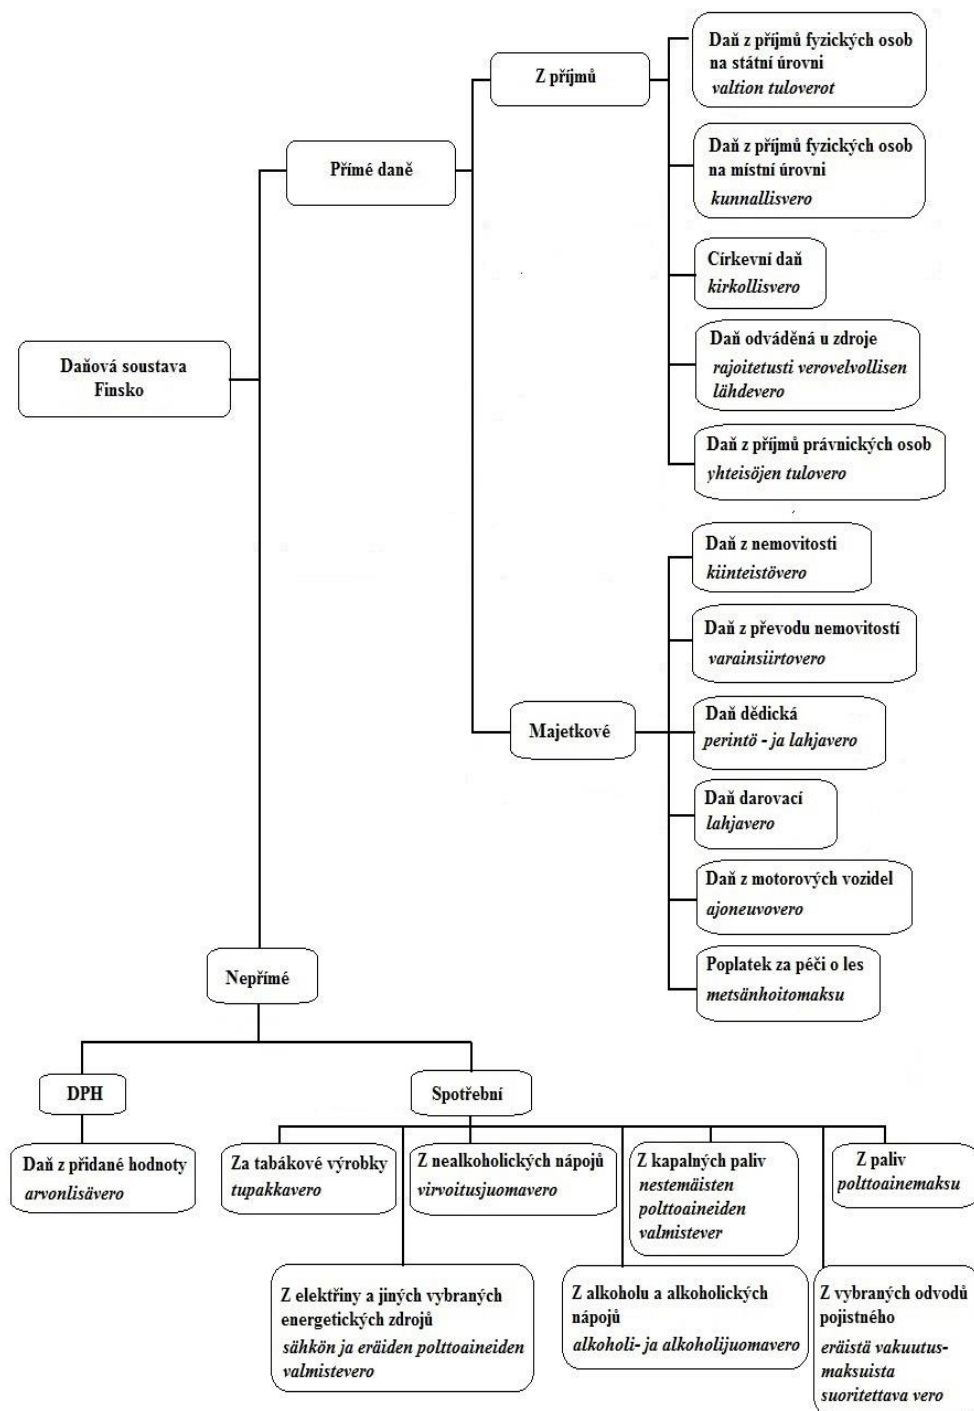 Daň z příjmů fyzických osob
na státní úrovni
valtion tuloverot
Z příjmů
Daň z příjmů fyzických osob
na místní úrovni
kunnallisvero
Přímé daně
Církevní daň
kirkollisvero
Daňová soustava
Finsko
Daň odváděná u zdroje
rajoitetusti verovelvollisen
lähdevero
Daň z příjmů právnických osob
yhteisöjen tulovero
Daň z nemovitosti
kiinteistövero
Daň z převodu nemovitostí
varainsiirtovero
Majetkové
Daň dědická
perintö - ja lahjavero
Daň darovací
lahjavero
Daň z motorových vozidel
ajoneuvovero
Poplatek za péči o les
metsänhoitomaksu
Nepřímé
DPH
Spotřební
Daň z přidané hodnoty
arvonlisävero
Za tabákové výrobky
tupakkavero
Z nealkoholických nápojů
virvoitusjuomavero
Z kapalných paliv
nestemäisten
polttoaineiden
valmistever
Z paliv
polttoainemaksu
Z elektřiny a jiných vybraných
energetických zdrojů
sähkön ja eräiden polttoaineiden
valmistevero
Z alkoholu a alkoholických
nápojů
alkoholi- ja alkoholijuomavero
Z vybraných odvodů
pojistného
eräistä vakuutus-
maksuista
suoritettava vero